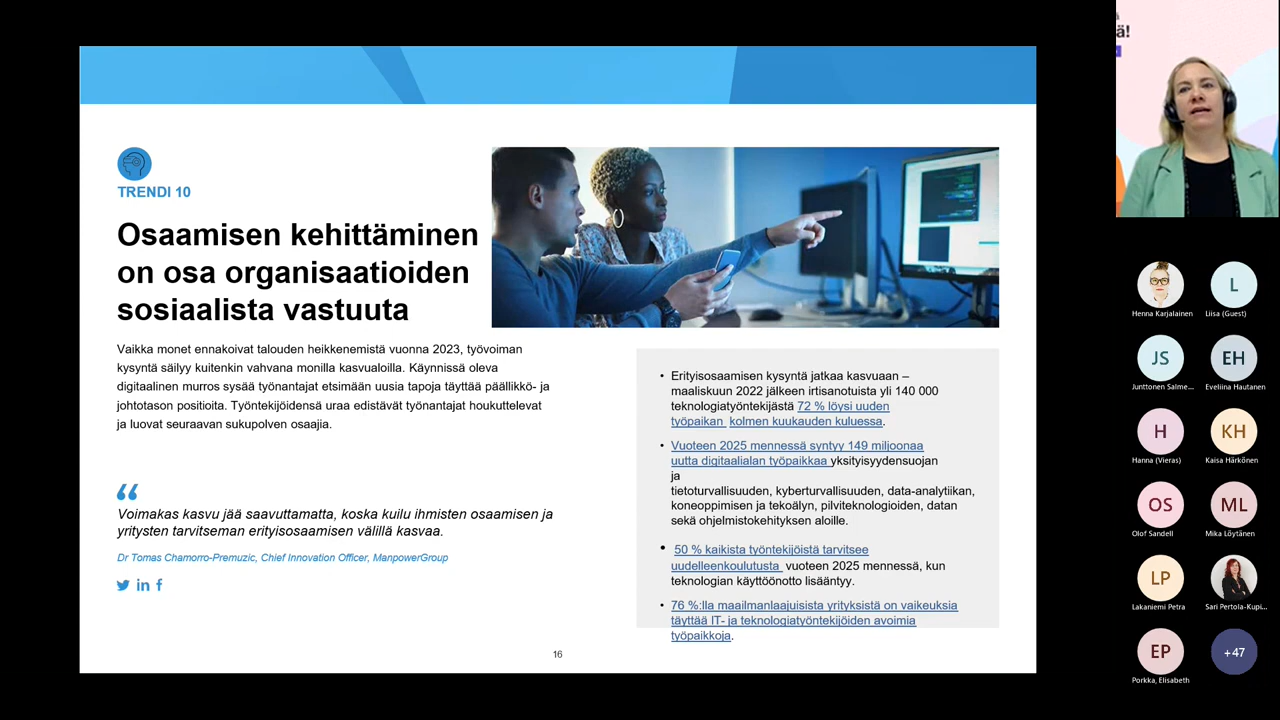 TRENDI 10
Osaamisen kehittäminen
on osa organisaatioiden
sosiaalista vastuuta
Vaikka monet ennakoivat talouden heikkenemistä vuonna 2023, työvoiman
kysyntä säilyy kuitenkin vahvana monilla kasvualoilla. Käynnissä oleva
digitaalinen murros sysää työnantajat etsimään uusia tapoja täyttää päällikkö- ja
johtotason positioita. Työntekijöidensä uraa edistävät työnantajat houkuttelevat
ja luovat seuraavan sukupolven osaajia.
Voimakas kasvu jää saavuttamatta, koska kuilu ihmisten osaamisen ja
yritysten tarvitseman erityisosaamisen välillä kasvaa.
Dr Tomas Chamorro-Premuzic, Chief Innovation Officer, ManpowerGroup
• Erityisosaamisen kysyntä jatkaa kasvuaan –
maaliskuun 2022 jälkeen irtisanotuista yli 140 000
teknologiatyöntekijästä 72 % löysi uuden
työpaikan kolmen kuukauden kuluessa.
• Vuoteen 2025 mennessä syntyy 149 miljoonaa
uutta digitaalialan työpaikkaa yksityisyydensuojan
ja
tietoturvallisuuden, kyberturvallisuuden, data-analytiikan,
koneoppimisen ja tekoälyn, pilviteknologioiden, datan
sekä ohjelmistokehityksen aloille.
• 50 % kaikista työntekijöistä tarvitsee
uudelleenkoulutusta vuoteen 2025 mennessä, kun
teknologian käyttöönotto lisääntyy.
• 76 %:lla maailmanlaajuisista yrityksistä on vaikeuksia
täyttää IT- ja teknologiatyöntekijöiden avoimia
työpaikkoja.
16
ä!
Henna Karjalainen
L
Liisa (Guest)
JS
Junttonen Salme...
EH
Eveliina Hautanen
H
Hanna (Vieras)
KH
Kaisa Härkönen
OS
Olof Sandell
ML
Mika Löytänen
LP
Lakaniemi Petra
Sari Pertola-Kupi...
EP
Porkka, Elisabeth
+47